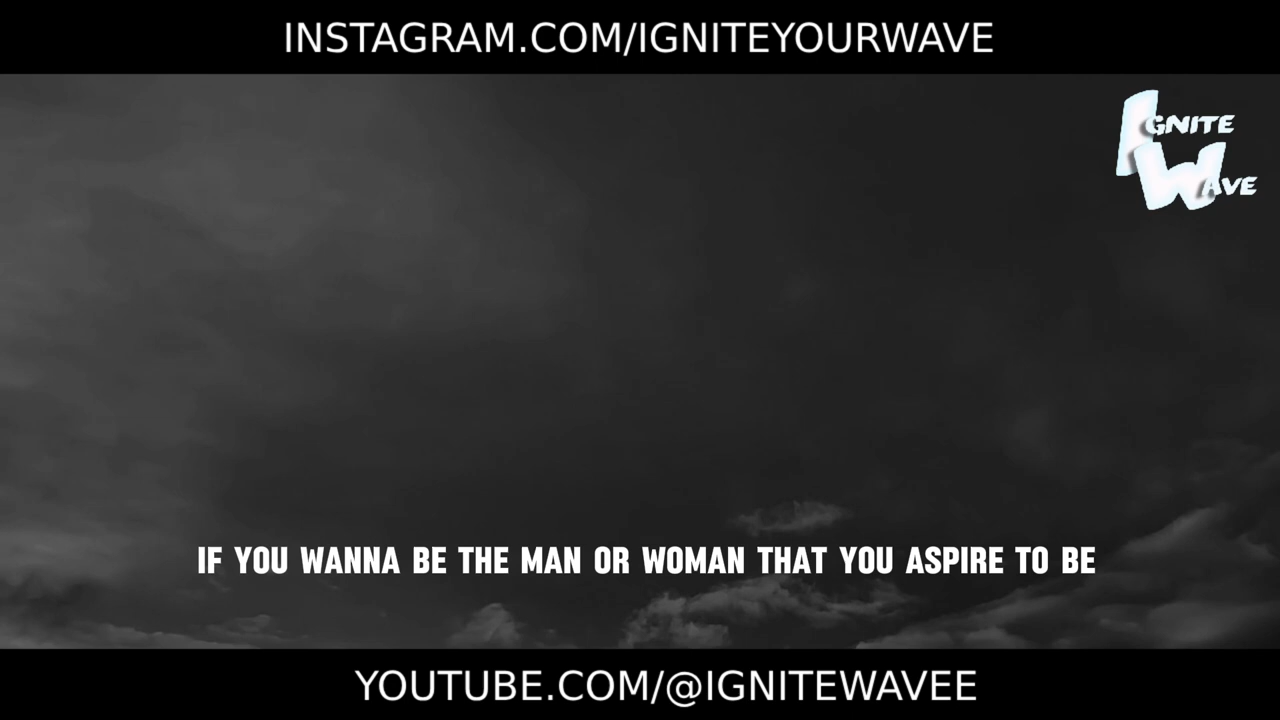 INSTAGRAM.COM/IGNITEYOURWAVE
IGNITE
WAVE
IF YOU WANNA BE THE MAN OR WOMAN THAT YOU ASPIRE TO BE
YOUTUBE.COM/@IGNITEWAVEE